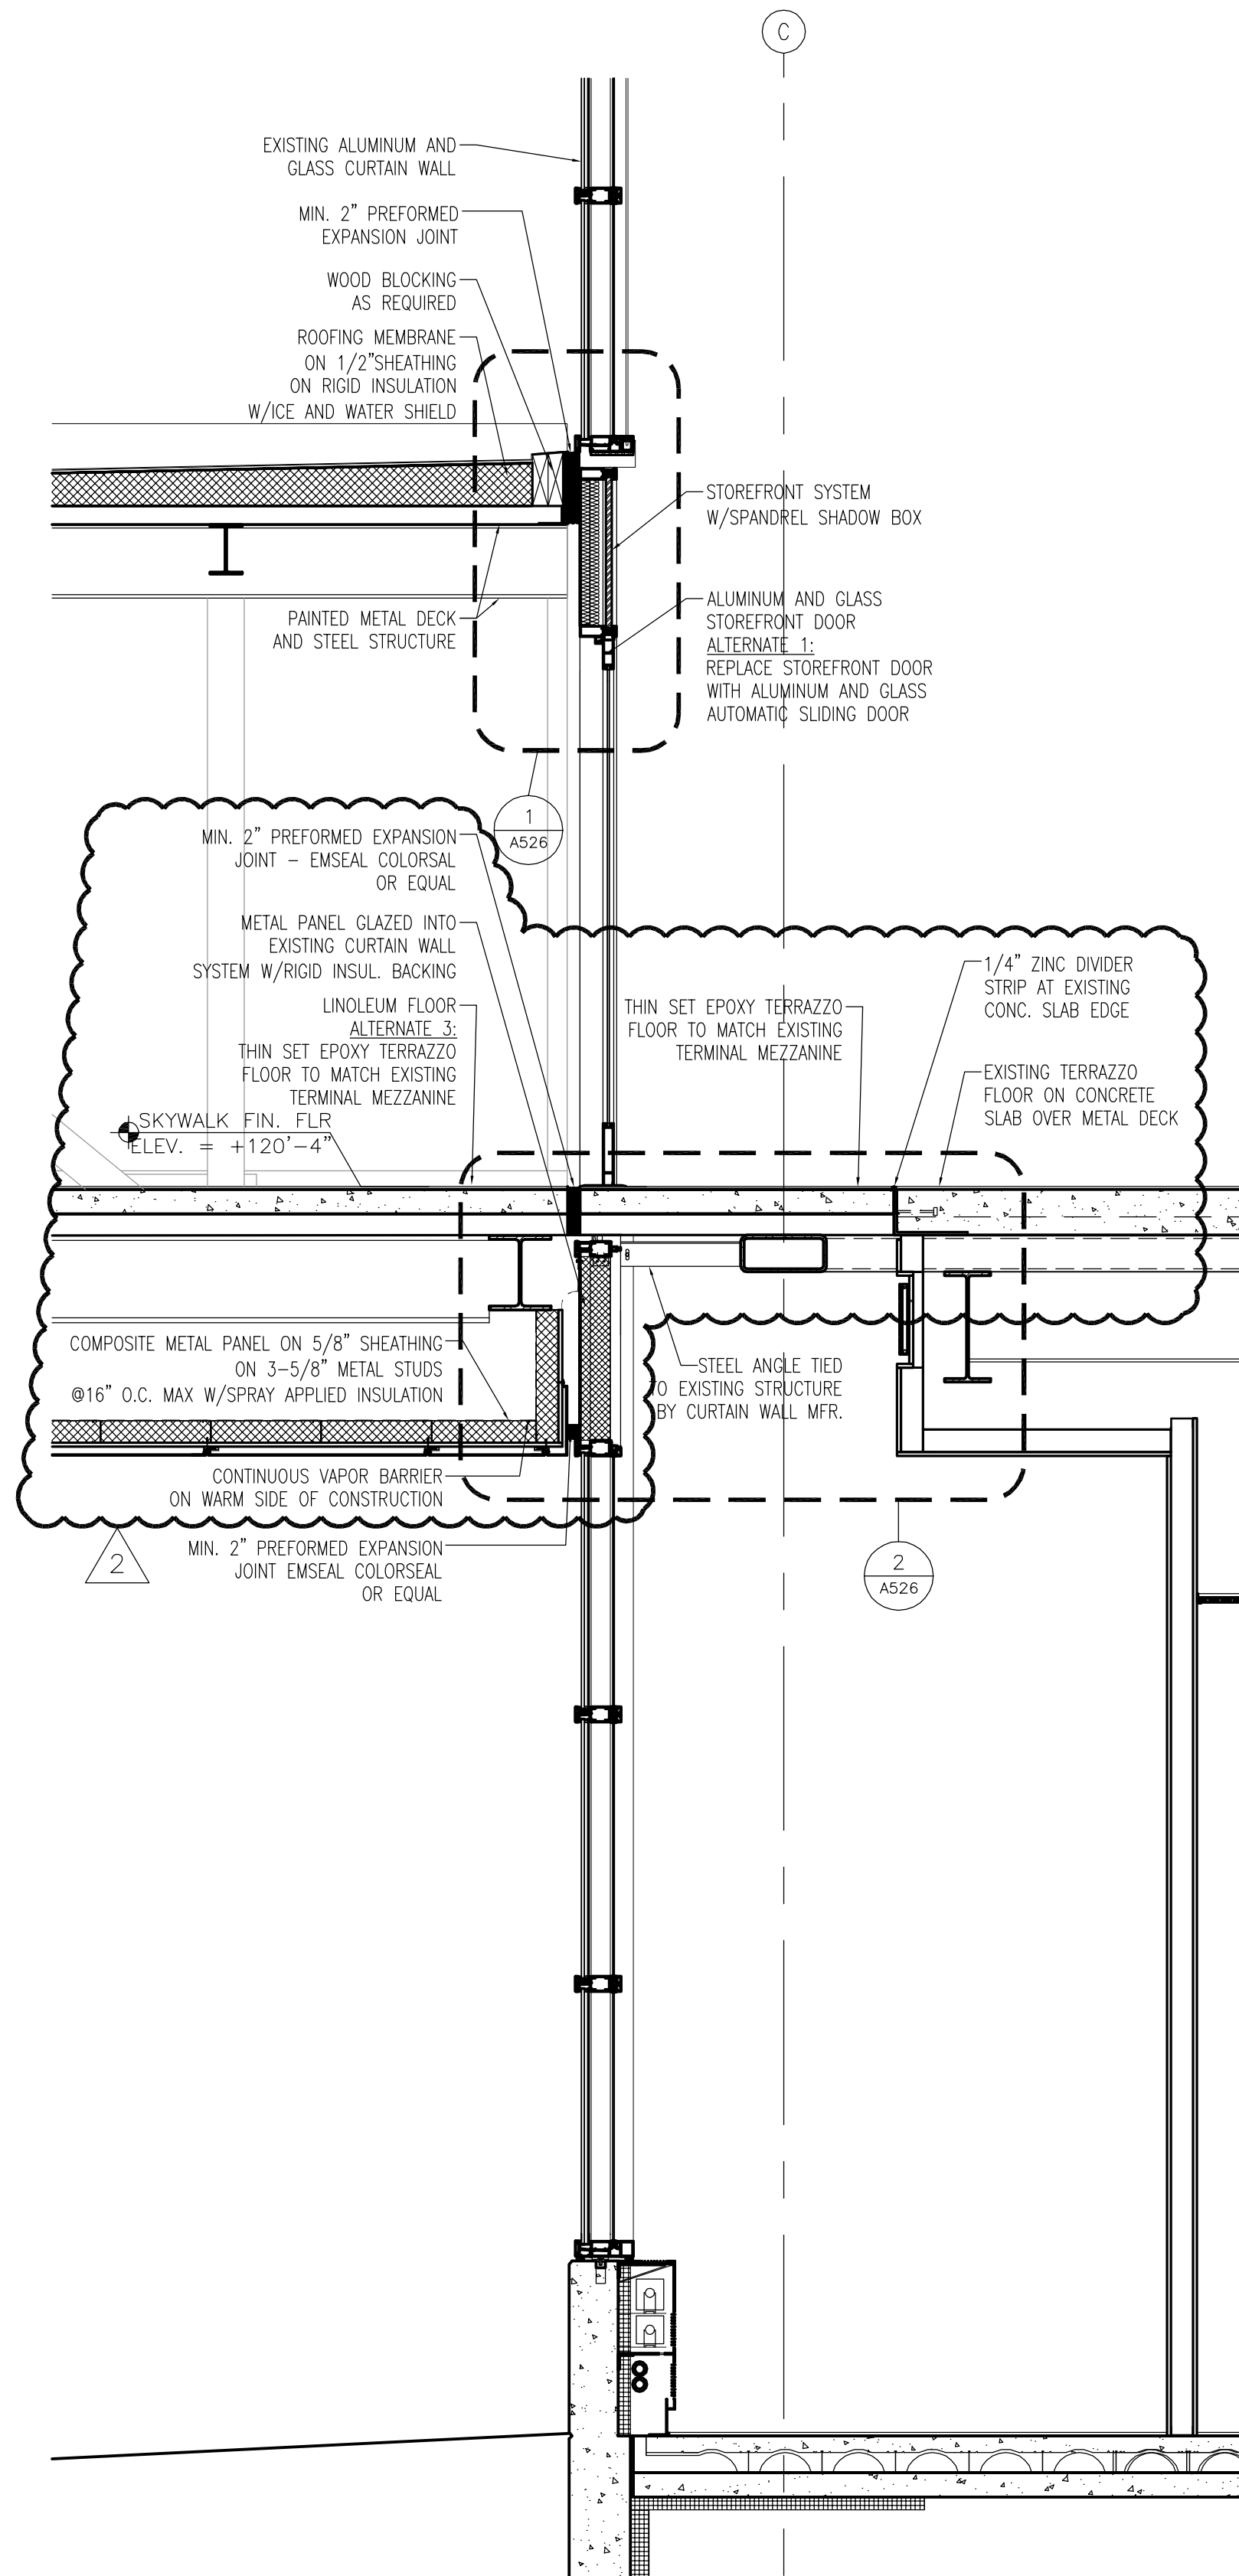 C
EXISTING ALUMINUM AND
GLASS CURTAIN WALL
MIN. 2" PREFORMED
EXPANSION JOINT
WOOD BLOCKING
AS REQUIRED
ROOFING MEMBRANE
ON 1/2"SHEATHING
ON RIGID INSULATION
W/ICE AND WATER SHIELD
STOREFRONT SYSTEM
W/SPANDREL SHADOW BOX
PAINTED METAL DECK
AND STEEL STRUCTURE
ALUMINUM AND GLASS
STOREFRONT DOOR
ALTERNATE 1:
REPLACE STOREFRONT DOOR
WITH ALUMINUM AND GLASS
AUTOMATIC SLIDING DOOR
1
A526
MIN. 2" PREFORMED EXPANSION
JOINT - EMSEAL COLORSAL
OR EQUAL
METAL PANEL GLAZED INTO
EXISTING CURTAIN WALL
SYSTEM W/RIGID INSUL. BACKING
LINOLEUM FLOOR
ALTERNATE 3:
THIN SET EPOXY TERRAZZO
FLOOR TO MATCH EXISTING
TERMINAL MEZZANINE
THIN SET EPOXY TERRAZZO
FLOOR TO MATCH EXISTING
TERMINAL MEZZANINE
1/4" ZINC DIVIDER
STRIP AT EXISTING
CONC. SLAB EDGE
EXISTING TERRAZZO
FLOOR ON CONCRETE
SLAB OVER METAL DECK
SKYWALK FIN. FLR
ELEV. = +120'-4"
COMPOSITE METAL PANEL ON 5/8" SHEATHING
ON 3-5/8" METAL STUDS
@16" O.C. MAX W/SPRAY APPLIED INSULATION
STEEL ANGLE TIED
TO EXISTING STRUCTURE
BY CURTAIN WALL MFR.
CONTINUOUS VAPOR BARRIER
ON WARM SIDE OF CONSTRUCTION
2
MIN. 2" PREFORMED EXPANSION
JOINT EMSEAL COLORSEAL
OR EQUAL
2
A526